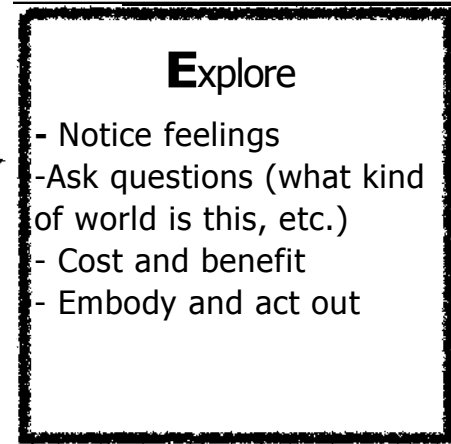 Explore
- Notice feelings
-Ask questions (what kind
of world is this, etc.)
- Cost and benefit
- Embody and act out